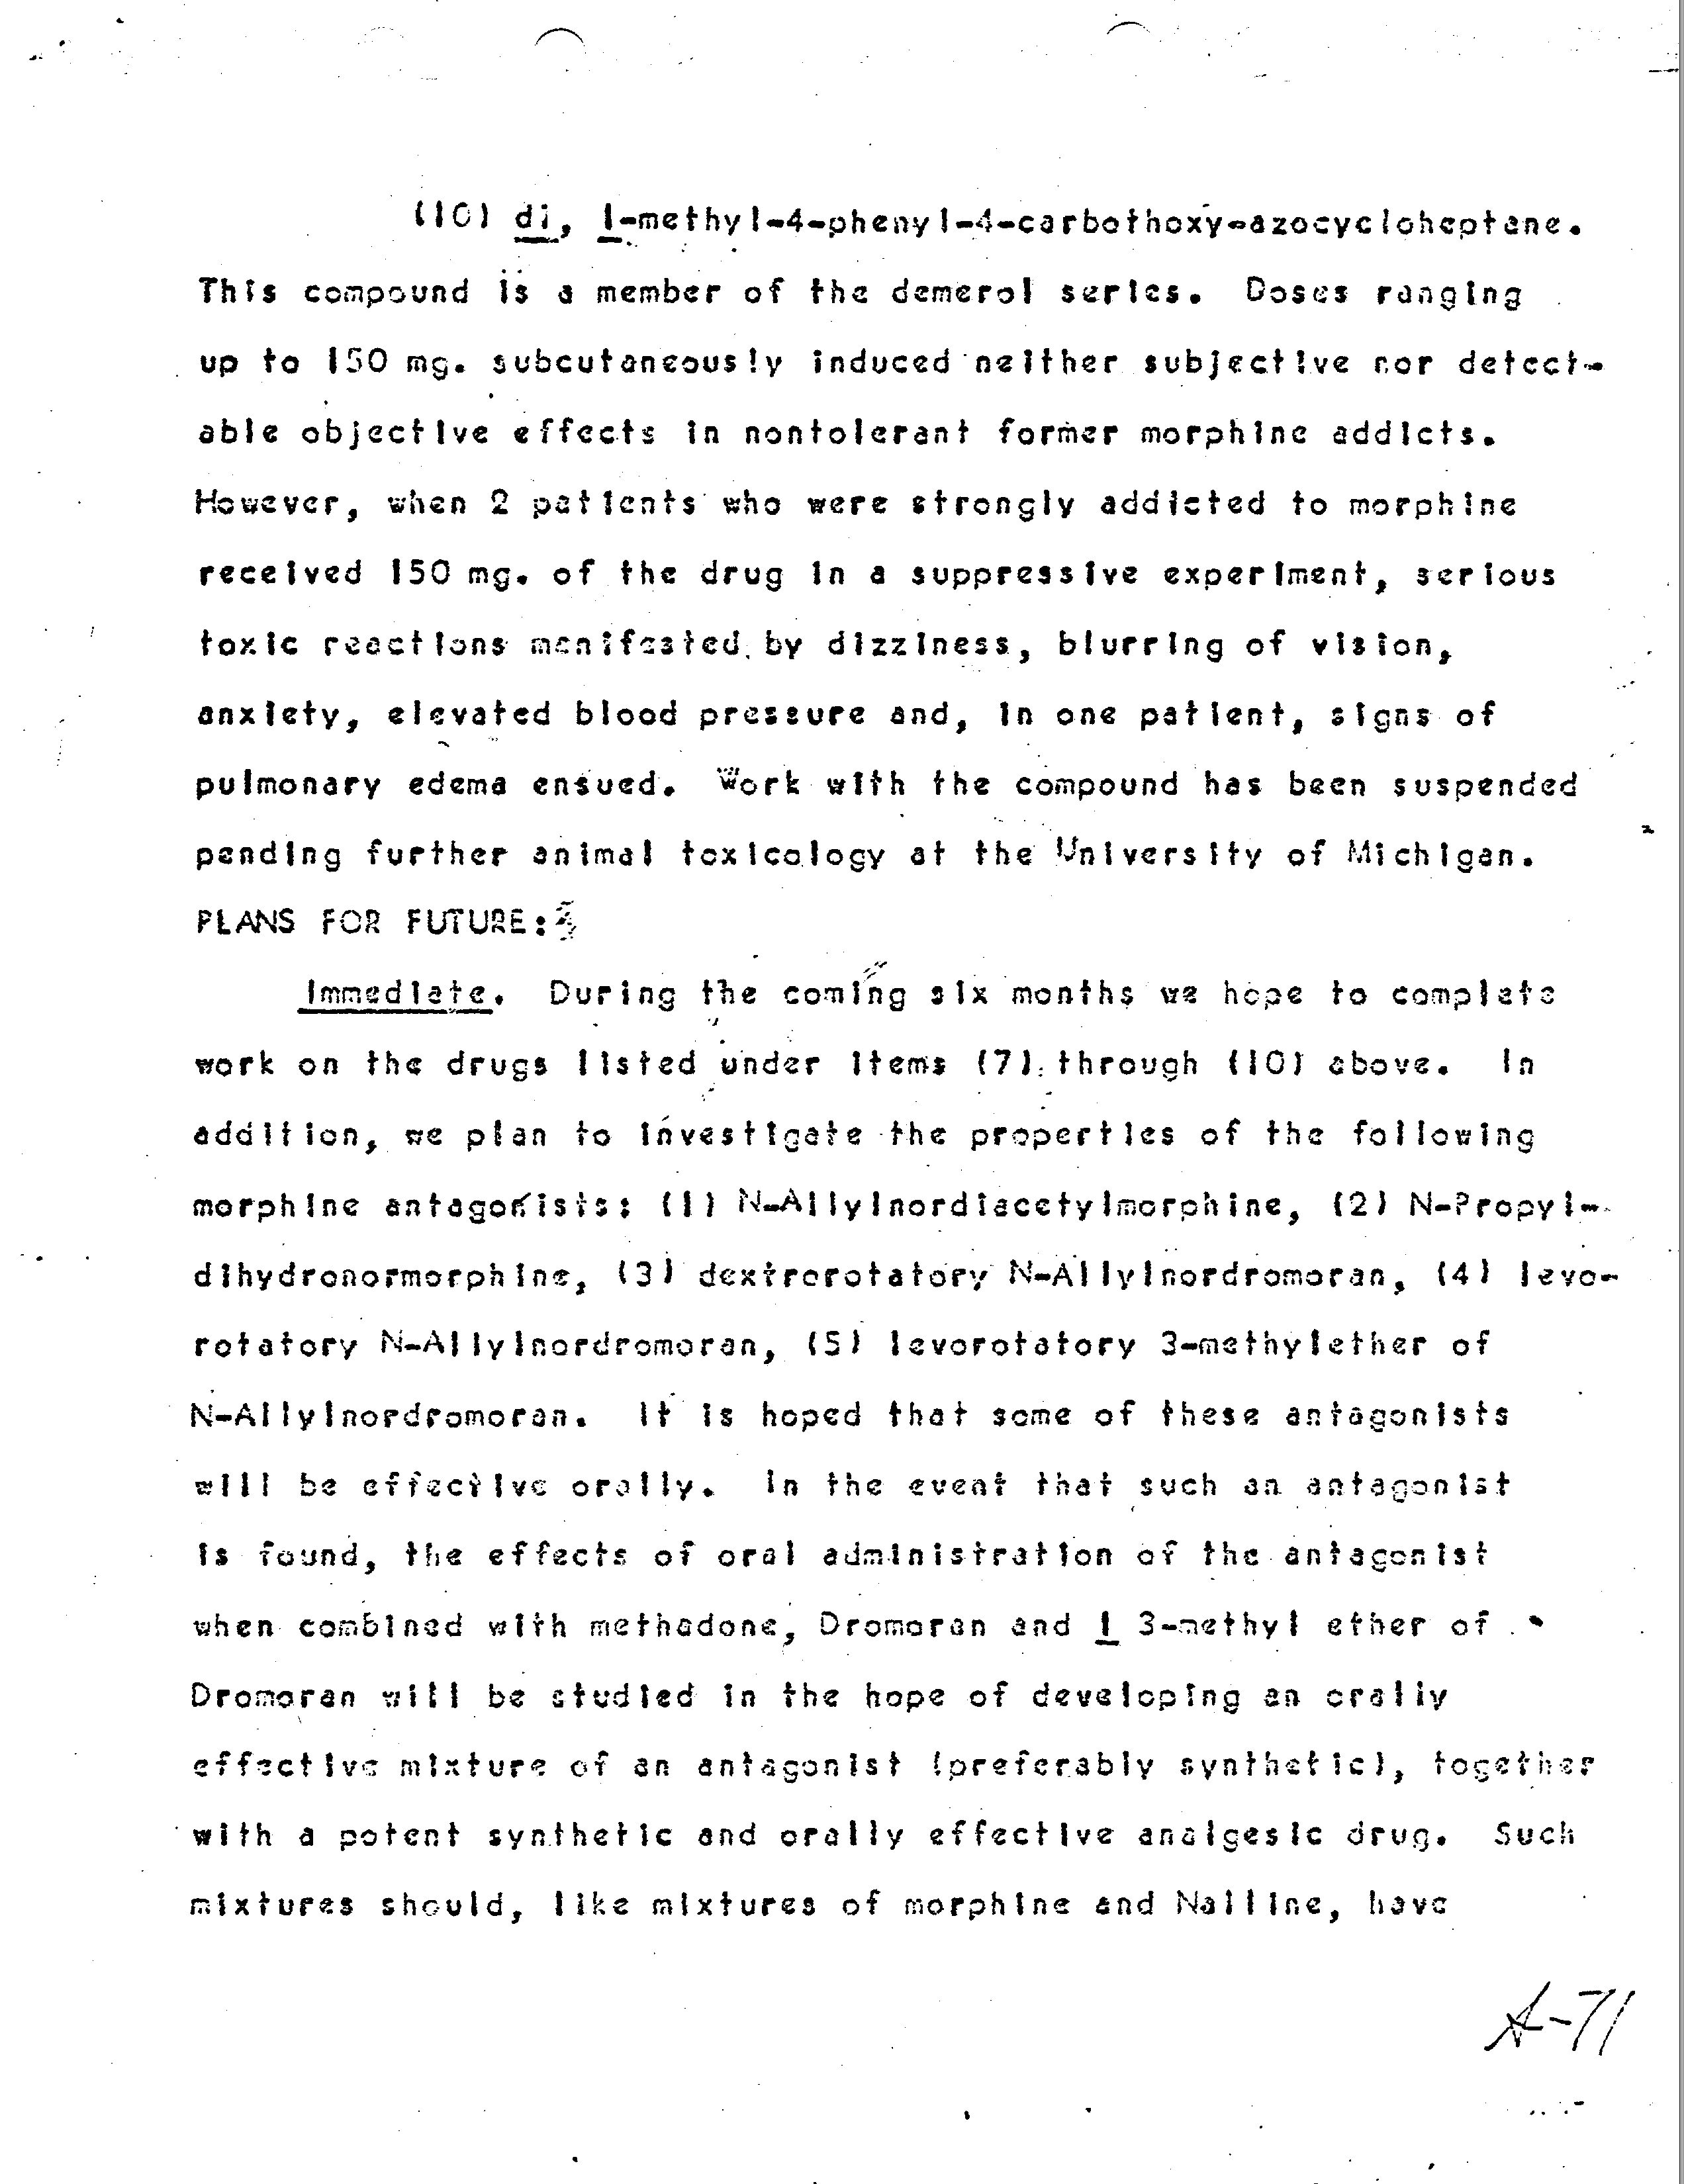 (10) di, l-methyl-4-phenyl-4-carbothoxy-azocycloheptane.
This compound is a member of the demerol series. Doses ranging
up to 150 mg. subcutaneously induced neither subjective nor detect-
able objective effects in nontolerant former morphine addicts.
However, when 2 patients who were strongly addicted to morphine
received 150 mg. of the drug in a suppressive experiment, serious
toxic reactions manifested by dizziness, blurring of vision,
anxiety, elevated blood pressure and, in one patient, signs of
pulmonary edema ensued. Work with the compound has been suspended
pending further animal toxicology at the University of Michigan.
PLANS FOR FUTURE:
Immediate. During the coming six months we hope to complete
work on the drugs listed under items (7) through (10) above. In
addition, we plan to investigate the properties of the following
morphine antagonists: (1) N-Allylnordiacetylmorphine, (2) N-Propyl-
dihydronormorphine, (3) dextrorotatory N-Allylnordromoran, (4) levo-
rotatory N-Allylnordromoran, (5) levorotatory 3-methylether of
N-Allylnordromoran. It is hoped that some of these antagonists
will be effective orally. In the event that such an antagonist
is found, the effects of oral administration of the antagonist
when combined with methadone, Dromoran and l 3-methyl ether of
Dromoran will be studied in the hope of developing an orally
effective mixture of an antagonist (preferably synthetic), together
with a potent synthetic and orally effective analgesic drug. Such
mixtures should, like mixtures of morphine and Nalline, have
A-71